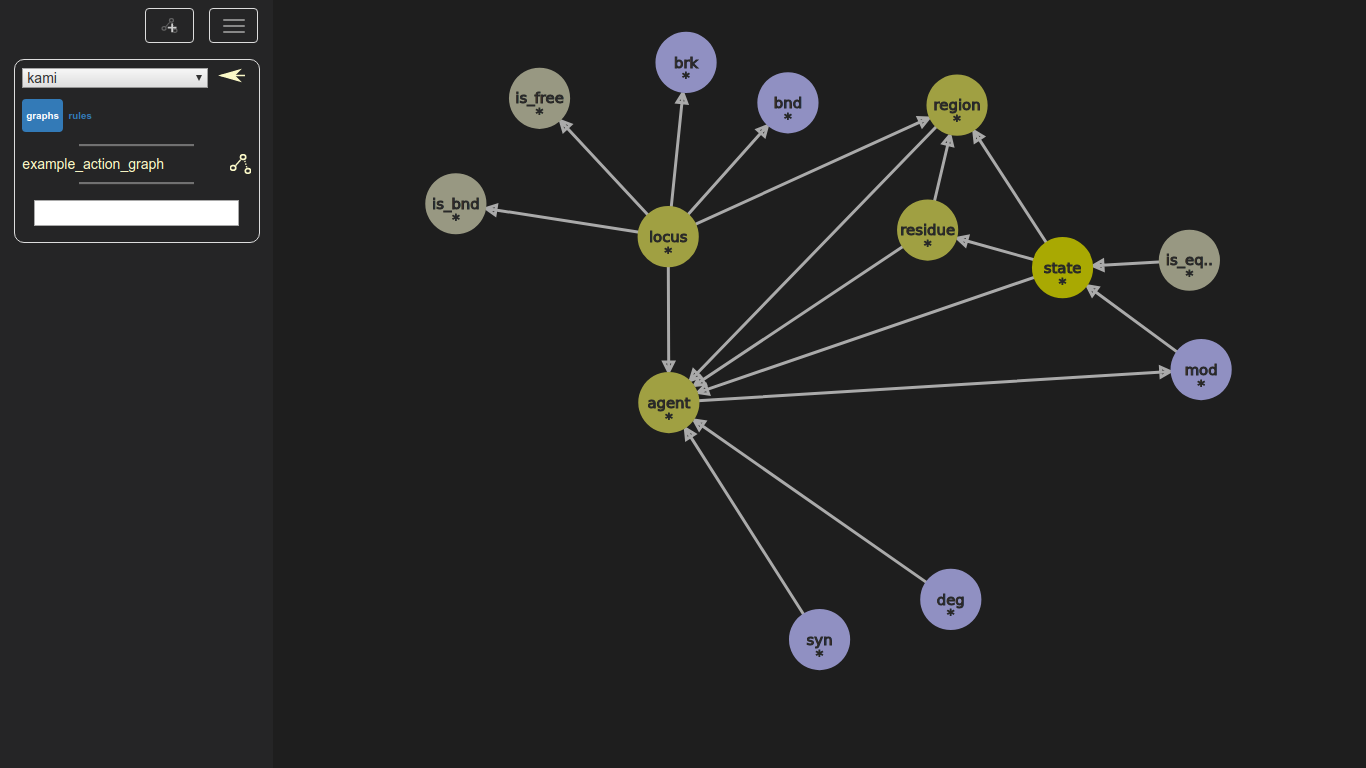 kami
graphs rules
example_action_graph
brk
*
is_free
*
bnd
*
region
*
is_bnd
*
locus
*
residue
*
state
*
is_eq..
*
mod
*
agent
*
deg
*
syn
*